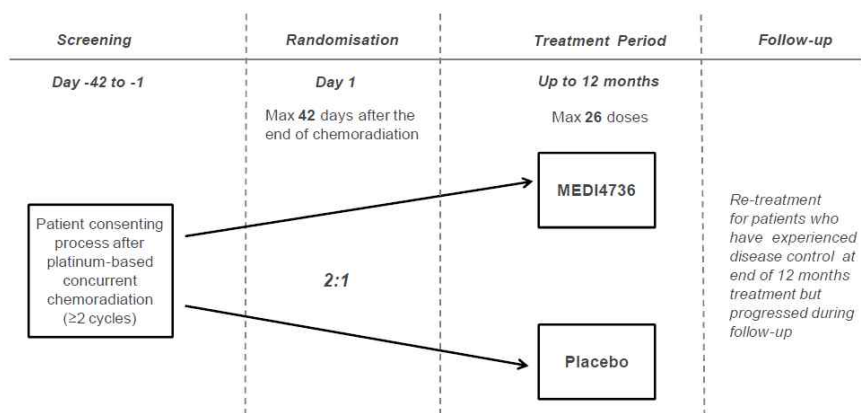 Screening
Randomisation
Treatment Period
Follow-up
Day -42 to -1
Day 1
Up to 12 months
Max 42 days after the
end of chemoradiation
Max 26 doses
MEDI4736
Patient consenting
process after
platinum-based
concurrent
chemoradiation
(≥2 cycles)
2:1
Re-treatment
for patients who
have experienced
disease control at
end of 12 months
treatment but
progressed during
follow-up
Placebo